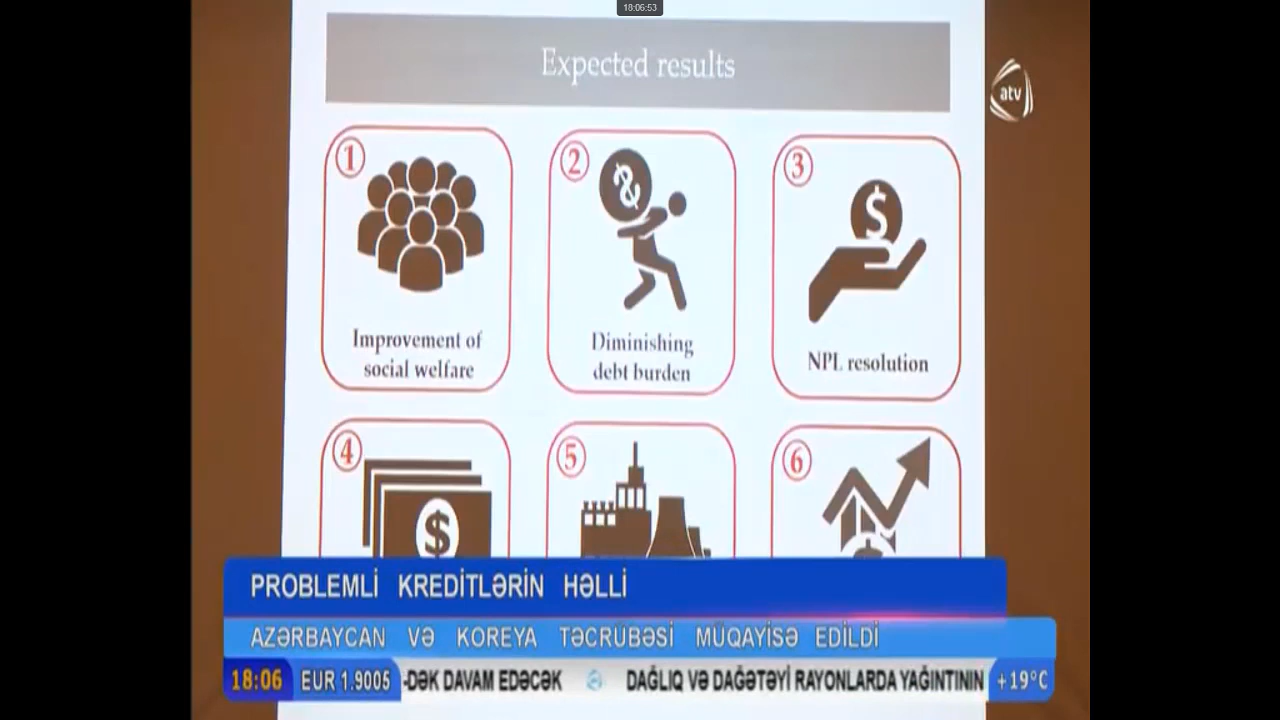 18:06:53
Expected results
atv
1
2
3
Improvement of
social welfare
Diminishing
debt burden
NPL resolution
4
5
6
PROBLEMLİ KREDİTLƏRİN HƏLLİ
AZƏRBAYCAN VƏ KOREYA TƏCRÜBƏSİ MÜQAYİSƏ EDİLDİ
18:06 EUR 1.9005 -DƏK DAVAM EDƏCƏK DAĞLIQ VƏ DAĞƏTƏYİ RAYONLARDA YAĞINTININ +19°C